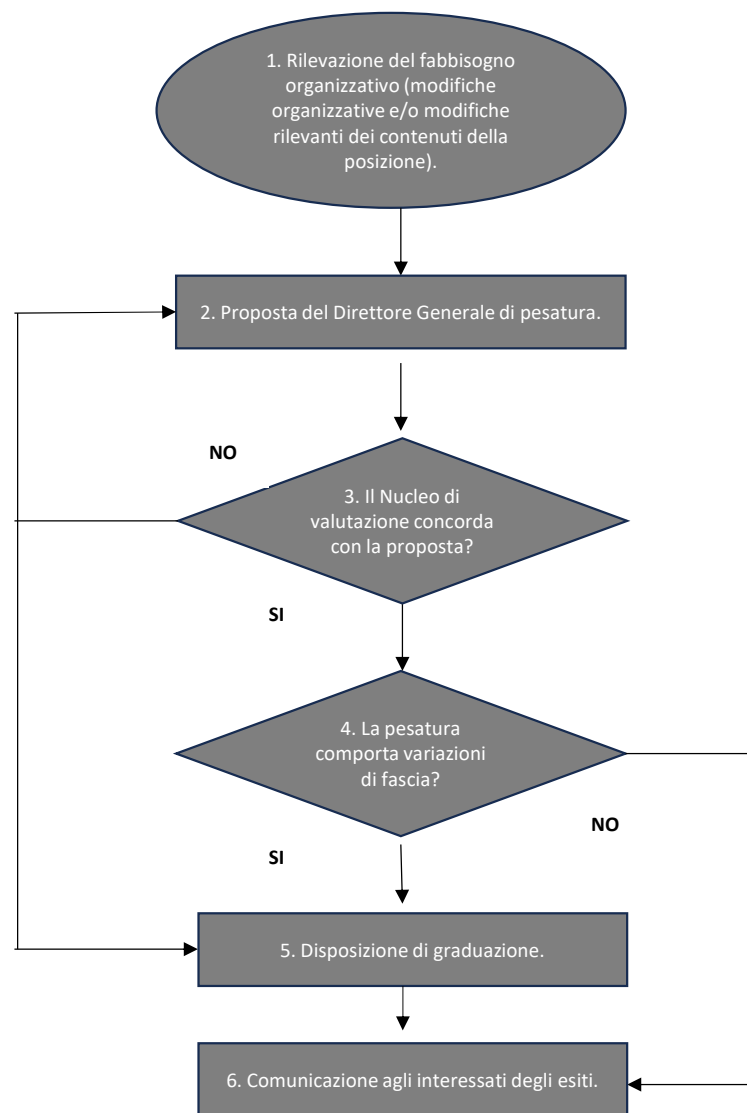 1. Rilevazione del fabbisogno
organizzativo (modifiche
organizzative e/o modifiche
rilevanti dei contenuti della
posizione).
2. Proposta del Direttore Generale di pesatura.
NO
3. Il Nucleo di
valutazione concorda
con la proposta?
SI
4. La pesatura
comporta variazioni
di fascia?
NO
SI
5. Disposizione di graduazione.
6. Comunicazione agli interessati degli esiti.